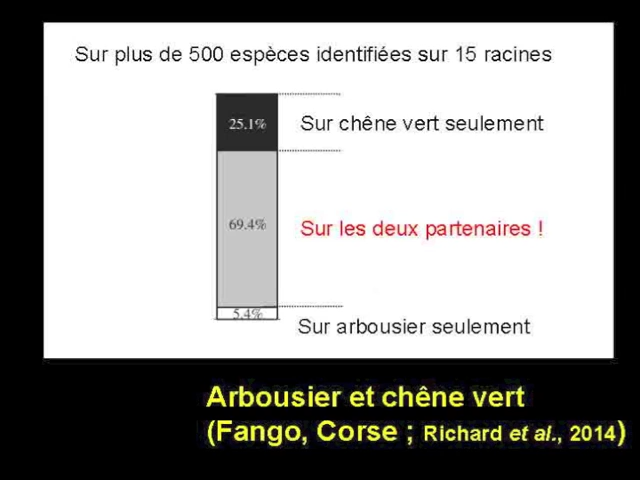 Sur plus de 500 espèces identifiées sur 15 racines
25.1%
Sur chêne vert seulement
69.4%
Sur les deux partenaires !
5.4%
Sur arbousier seulement
Arbousier et chêne vert
(Fango, Corse ; Richard et al., 2014)